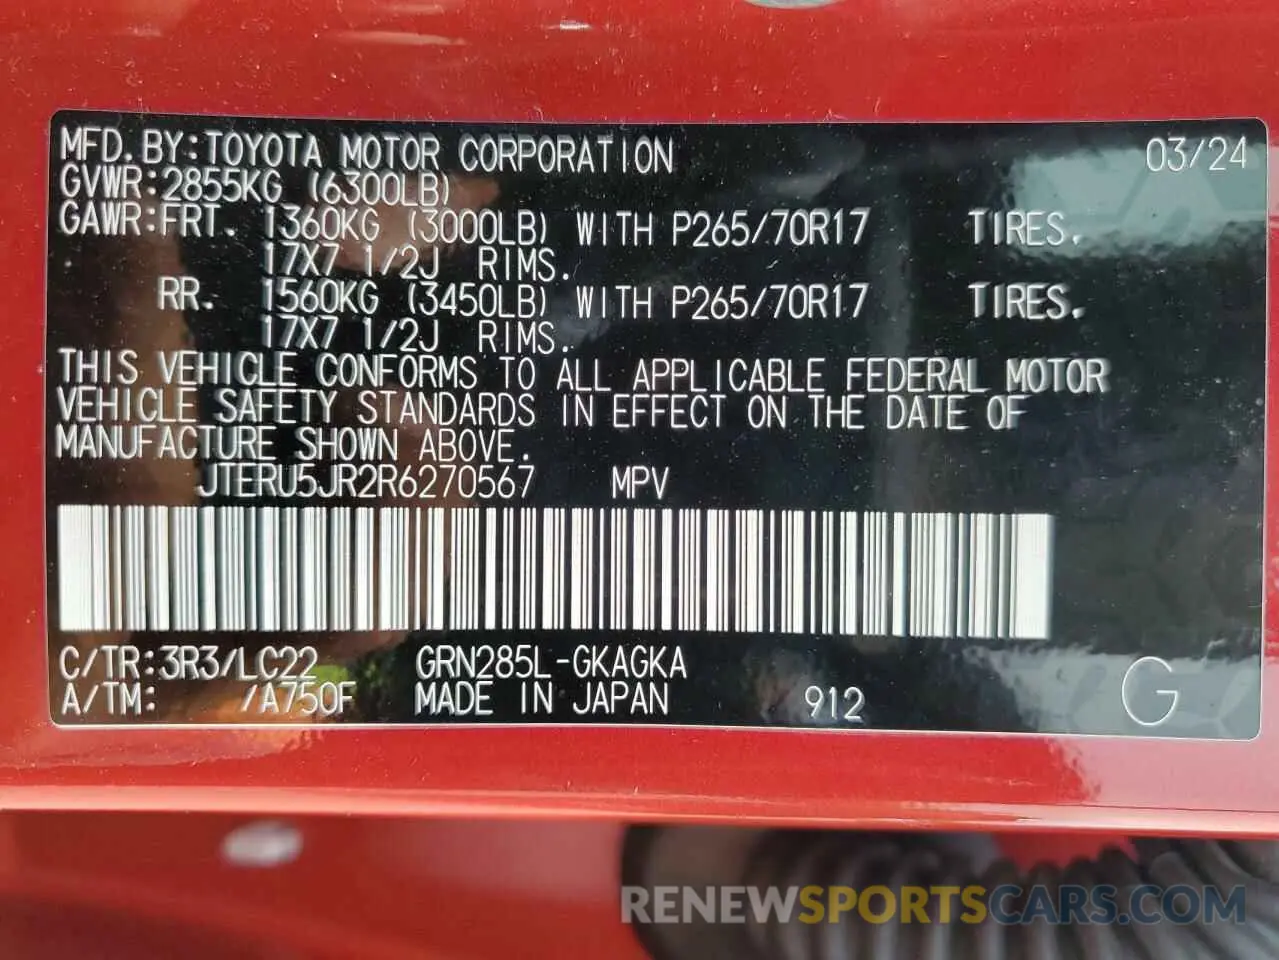 MFD.BY:TOYOTA MOTOR CORPORATION 03/24
GVWR:2855KG (6300LB)
GAWR:FRT. 1360KG (3000LB) WITH P265/70R17 TIRES.
17X7 1/2J RIMS.
RR. 1560KG (3450LB) WITH P265/70R17 TIRES.
17X7 1/2J RIMS.
THIS VEHICLE CONFORMS TO ALL APPLICABLE FEDERAL MOTOR
VEHICLE SAFETY STANDARDS IN EFFECT ON THE DATE OF
MANUFACTURE SHOWN ABOVE.
JTERU5JR2R6270567 MPV
C/TR:3R3/LC22 GRN285L-GKAGKA
A/TM: /A750F MADE IN JAPAN 912 G
RENEWSPORTSCARS.COM